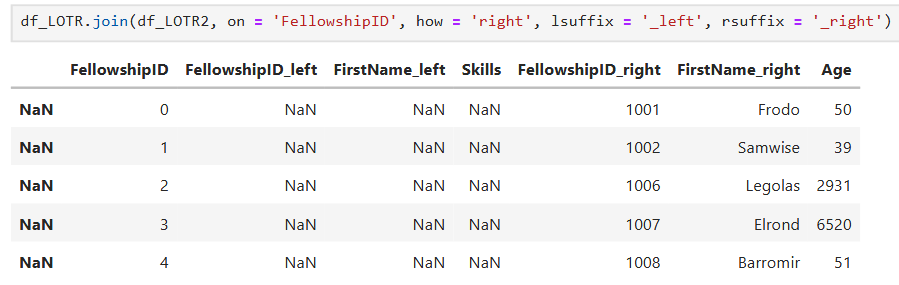 df_LOTR.join(df_LOTR2, on = 'FellowshipID', how = 'right', lsuffix = '_left', rsuffix = '_right')
FellowshipID FellowshipID_left FirstName_left Skills FellowshipID_right FirstName_right Age
NaN 0 NaN NaN NaN 1001 Frodo 50
NaN 1 NaN NaN NaN 1002 Samwise 39
NaN 2 NaN NaN NaN 1006 Legolas 2931
NaN 3 NaN NaN NaN 1007 Elrond 6520
NaN 4 NaN NaN NaN 1008 Barromir 51